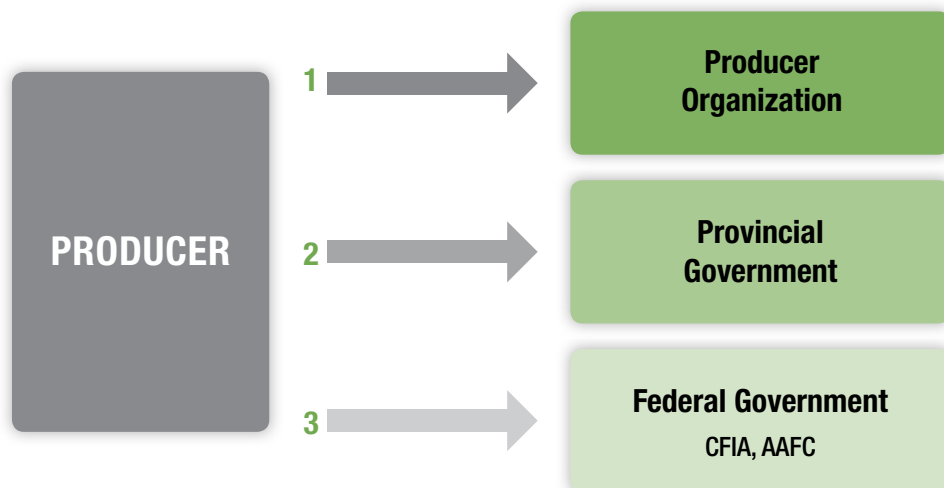 PRODUCER
1
Producer
Organization
2
Provincial
Government
3
Federal Government
CFIA, AAFC